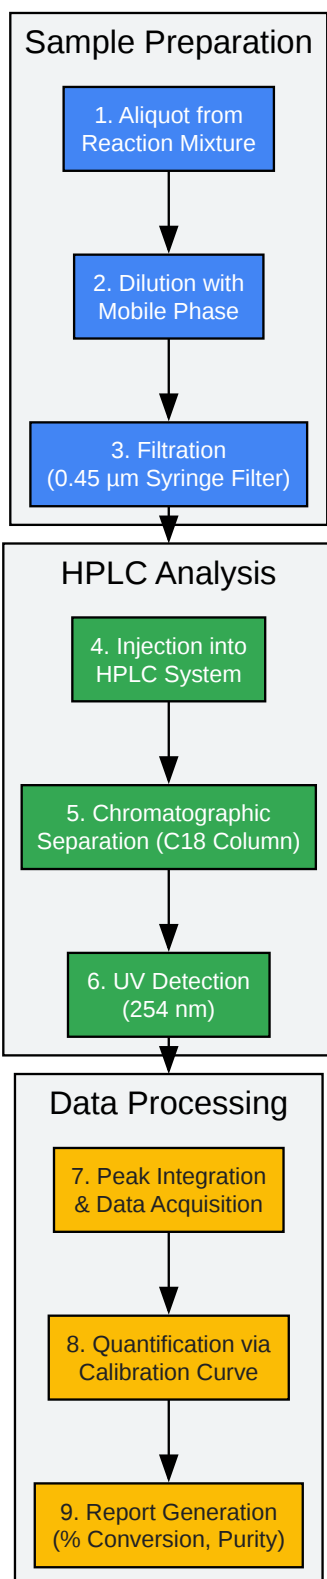 Sample Preparation
1. Aliquot from
Reaction Mixture
2. Dilution with
Mobile Phase
3. Filtration
(0.45 µm Syringe Filter)
HPLC Analysis
4. Injection into
HPLC System
5. Chromatographic
Separation (C18 Column)
6. UV Detection
(254 nm)
Data Processing
7. Peak Integration
& Data Acquisition
8. Quantification via
Calibration Curve
9. Report Generation
(% Conversion, Purity)